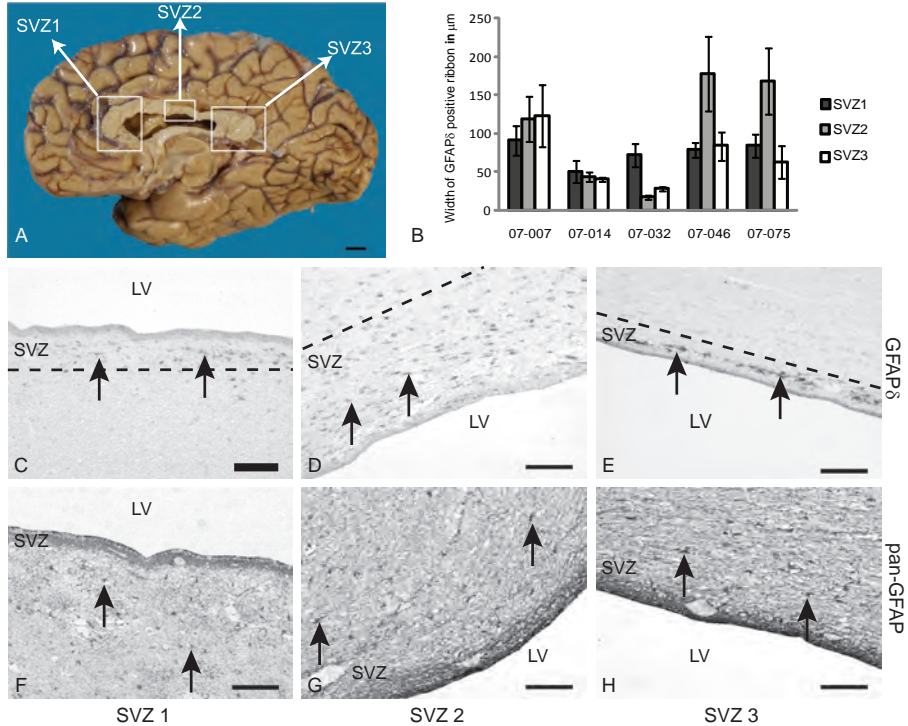 SVZ1
SVZ2
SVZ3
A
Width of GFAPδ positive ribbon in µm
250
200
150
100
50
0
07-007
07-014
07-032
07-046
07-075
SVZ1
SVZ2
SVZ3
B
LV
SVZ
C
SVZ
LV
D
SVZ
LV
E
GFAPδ
LV
SVZ
F
SVZ
LV
G
SVZ
LV
H
pan-GFAP
SVZ 1
SVZ 2
SVZ 3